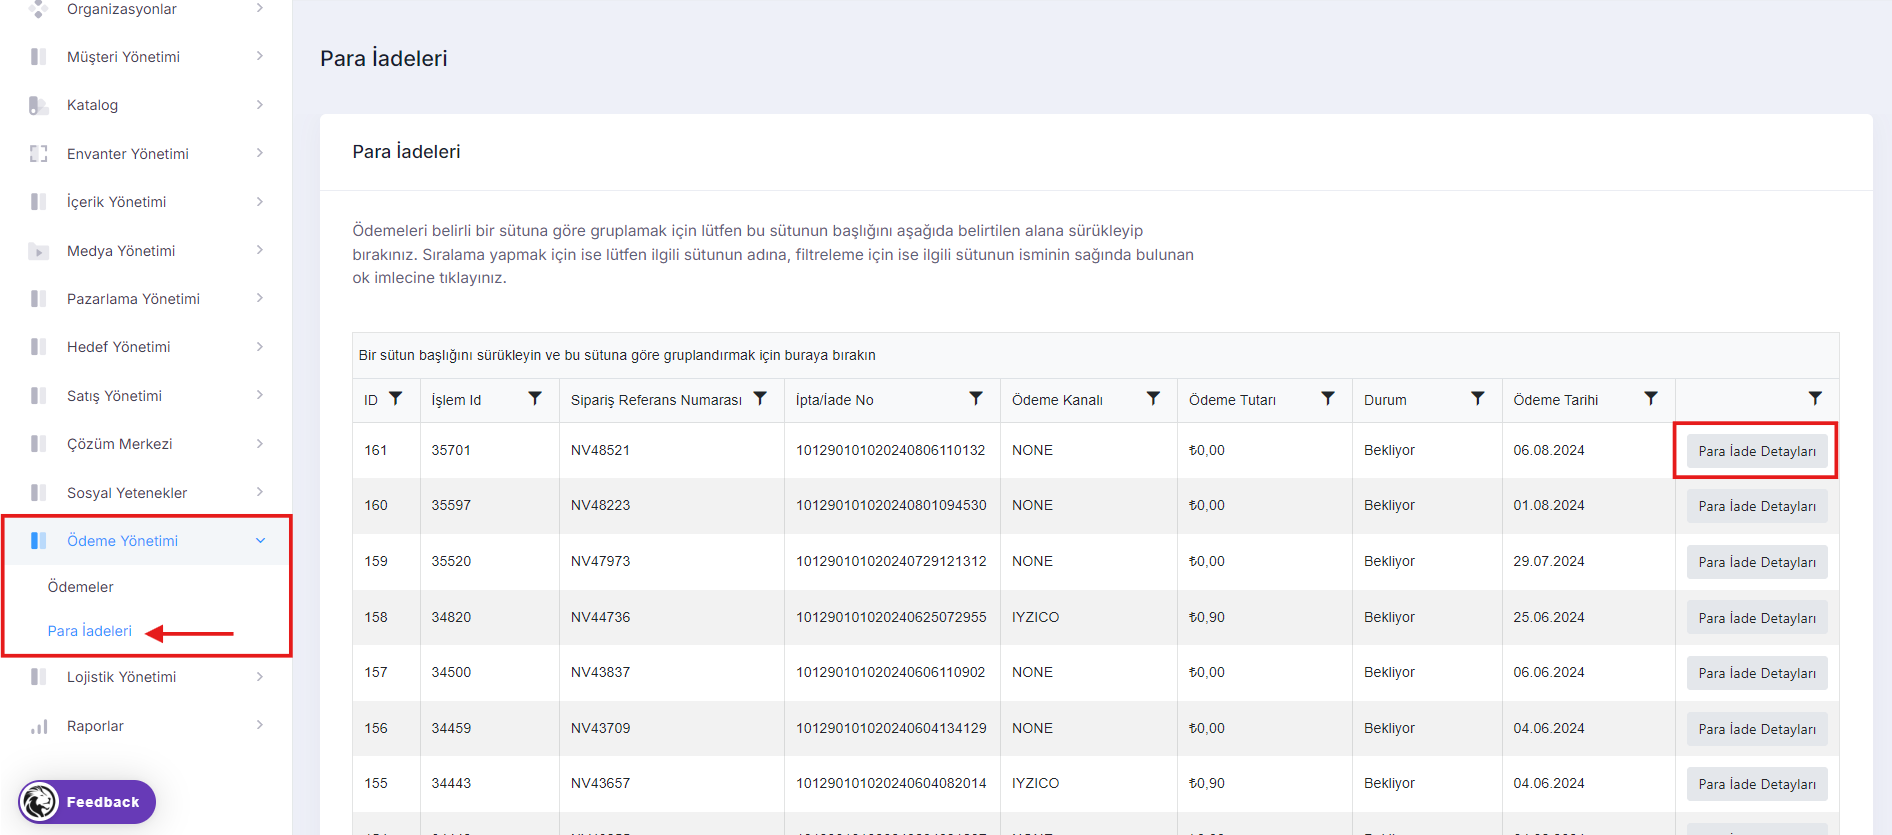 Organizasyonlar
Müşteri Yönetimi
Katalog
Envanter Yönetimi
İçerik Yönetimi
Medya Yönetimi
Pazarlama Yönetimi
Hedef Yönetimi
Satış Yönetimi
Çözüm Merkezi
Sosyal Yetenekler
Ödeme Yönetimi
Ödemeler
Para İadeleri
Lojistik Yönetimi
Raporlar
Feedback
Para İadeleri
Para İadeleri
Ödemeleri belirli bir sütuna göre gruplamak için lütfen bu sütunun başlığını aşağıda belirtilen alana sürükleyip
bırakınız. Sıralama yapmak için ise lütfen ilgili sütunun adına, filtreleme için ise ilgili sütunun isminin sağında bulunan
ok imlecine tıklayınız.
Bir sütun başlığını sürükleyin ve bu sütuna göre gruplandırmak için buraya bırakın
ID İşlem Id Sipariş Referans Numarası İpta/İade No Ödeme Kanalı Ödeme Tutarı Durum Ödeme Tarihi
161 35701 NV48521 101290101020240806110132 NONE ₺0,00 Bekliyor 06.08.2024 Para İade Detayları
160 35597 NV48223 101290101020240801094530 NONE ₺0,00 Bekliyor 01.08.2024 Para İade Detayları
159 35520 NV47973 101290101020240729121312 NONE ₺0,00 Bekliyor 29.07.2024 Para İade Detayları
158 34820 NV44736 101290101020240625072955 IYZICO ₺0,90 Bekliyor 25.06.2024 Para İade Detayları
157 34500 NV43837 101290101020240606110902 NONE ₺0,00 Bekliyor 06.06.2024 Para İade Detayları
156 34459 NV43709 101290101020240604134129 NONE ₺0,00 Bekliyor 04.06.2024 Para İade Detayları
155 34443 NV43657 101290101020240604082014 IYZICO ₺0,90 Bekliyor 04.06.2024 Para İade Detayları